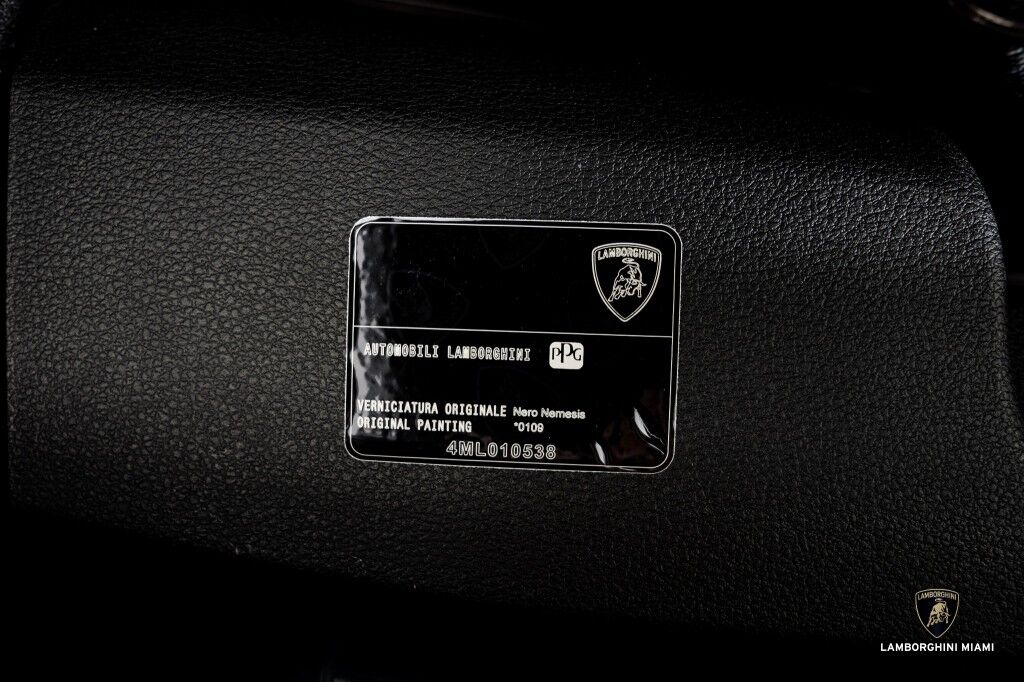 LAMBORGHINI
AUTOMOBILI LAMBORGHINI PPG
VERNICIATURA ORIGINALE Nero Nemesis
ORIGINAL PAINTING *0109
4ML010538
LAMBORGHINI
LAMBORGHINI MIAMI